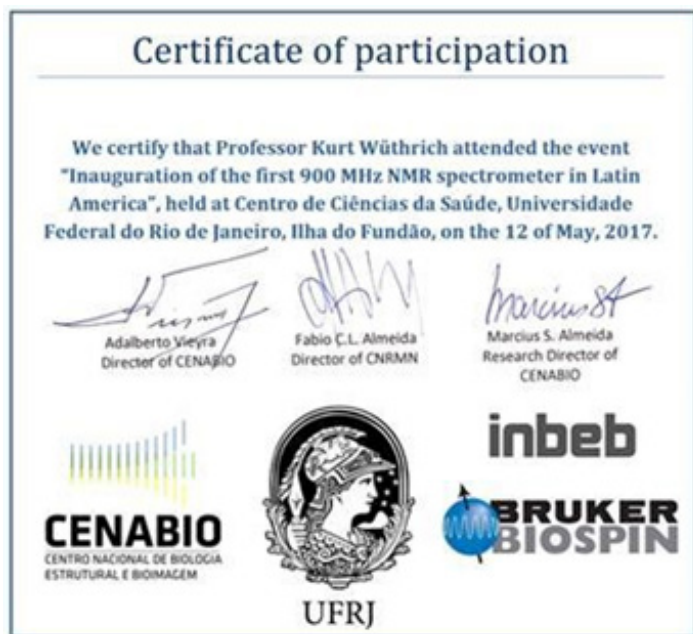 Certificate of participation
We certify that Professor Kurt Wüthrich attended the event
"Inauguration of the first 900 MHz NMR spectrometer in Latin
America", held at Centro de Ciências da Saúde, Universidade
Federal do Rio de Janeiro, Ilha do Fundão, on the 12 of May, 2017.
Adalberto Vieyra
Director of CENABIO
Fabio C.L. Almeida
Director of CNRMN
Marcius S. Almeida
Research Director of
CENABIO
CENABIO
CENTRO NACIONAL DE BIOLOGIA
ESTRUTURAL E BIOIMAGEM
UFRJ
inbeb
BRUKER
BIOSPIN